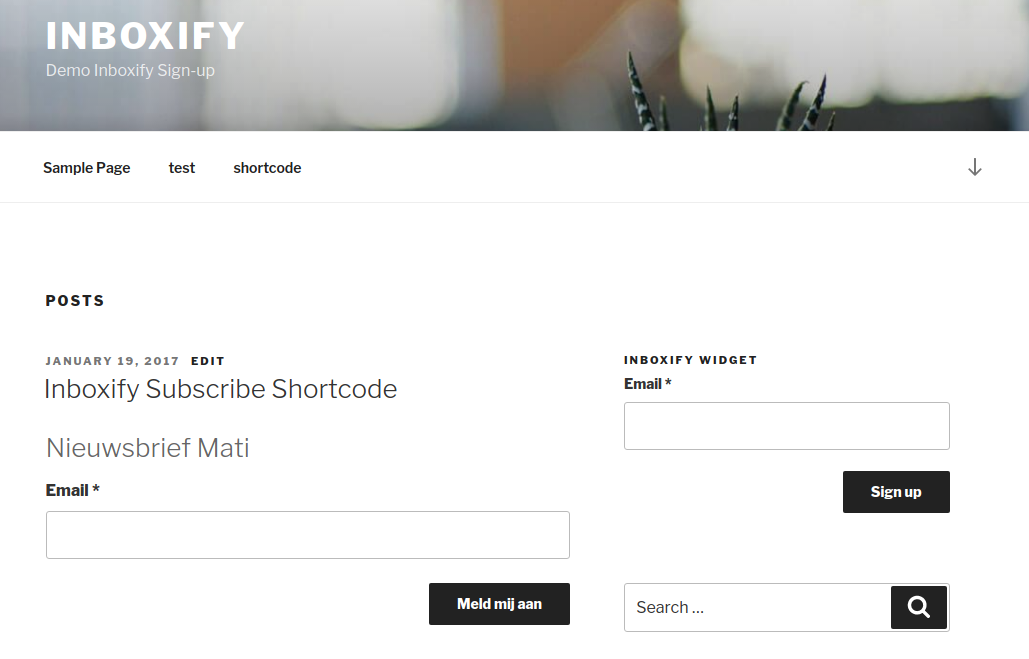 INBOXIFY
Demo Inboxify Sign-up
Sample Page test shortcode
POSTS
JANUARY 19, 2017 EDIT
Inboxify Subscribe Shortcode
Nieuwsbrief Mati
Email *
Meld mij aan
INBOXIFY WIDGET
Email *
Sign up
Search …